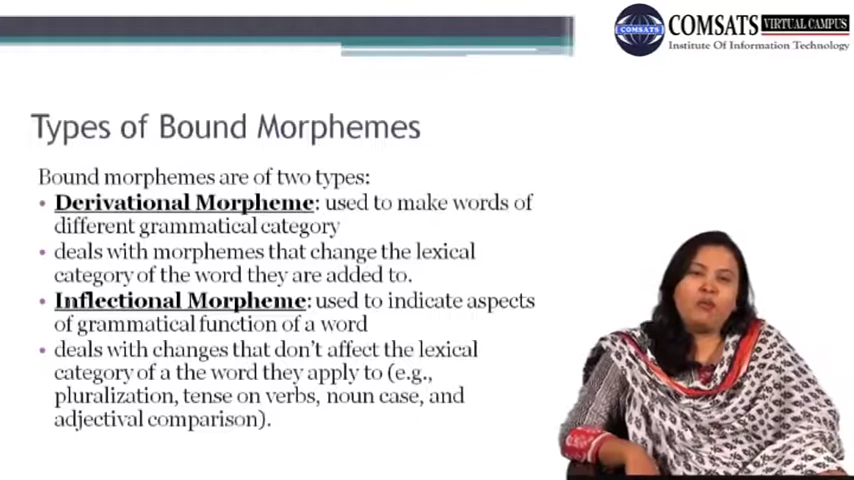 COMSATS
COMSATS VIRTUAL CAMPUS
Institute Of Information Technology
Types of Bound Morphemes
Bound morphemes are of two types:
• Derivational Morpheme: used to make words of
different grammatical category
• deals with morphemes that change the lexical
category of the word they are added to.
• Inflectional Morpheme: used to indicate aspects
of grammatical function of a word
• deals with changes that don't affect the lexical
category of a the word they apply to (e.g.,
pluralization, tense on verbs, noun case, and
adjectival comparison).